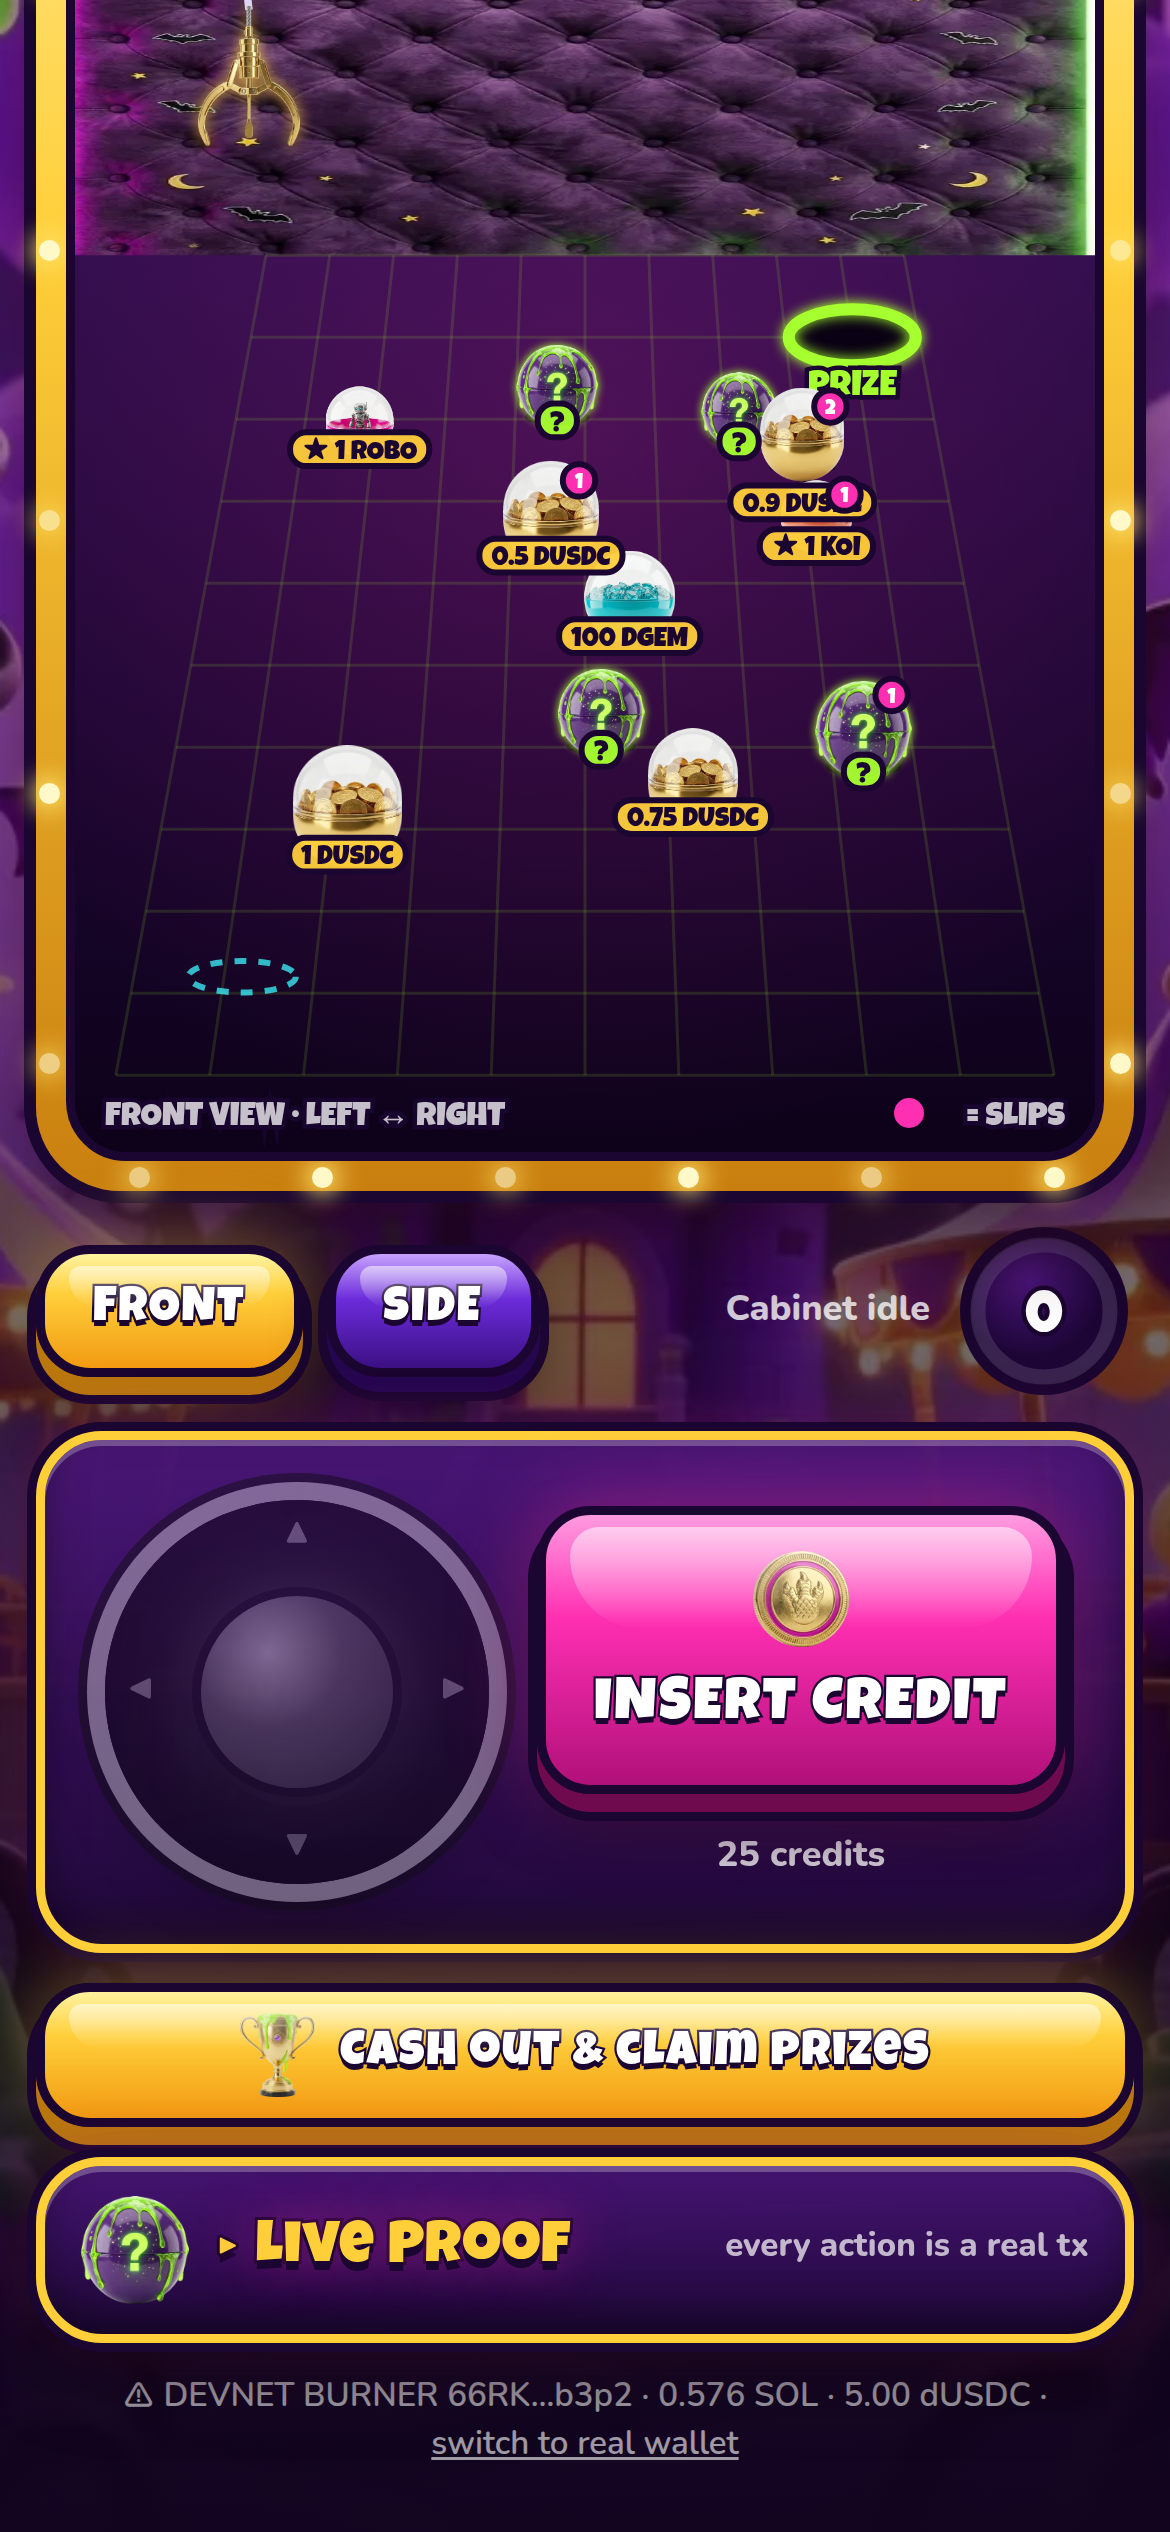 PRIZE
?
?
2
★ 1 ROBO
?
?
1
0.9 DUS
1
0.5 DUSDC
★ 1 KOI
100 DGEM
?
?
1
?
?
0.75 DUSDC
1 DUSDC
FRONT VIEW · LEFT ↔ RIGHT
= SLIPS
FRONT
SIDE
Cabinet idle
0
INSERT CREDIT
25 credits
CASH OUT & CLAIM PRIZES
?
▸ LIVE PROOF
every action is a real tx
⚠ DEVNET BURNER 66RK...b3p2 · 0.576 SOL · 5.00 dUSDC ·
switch to real wallet